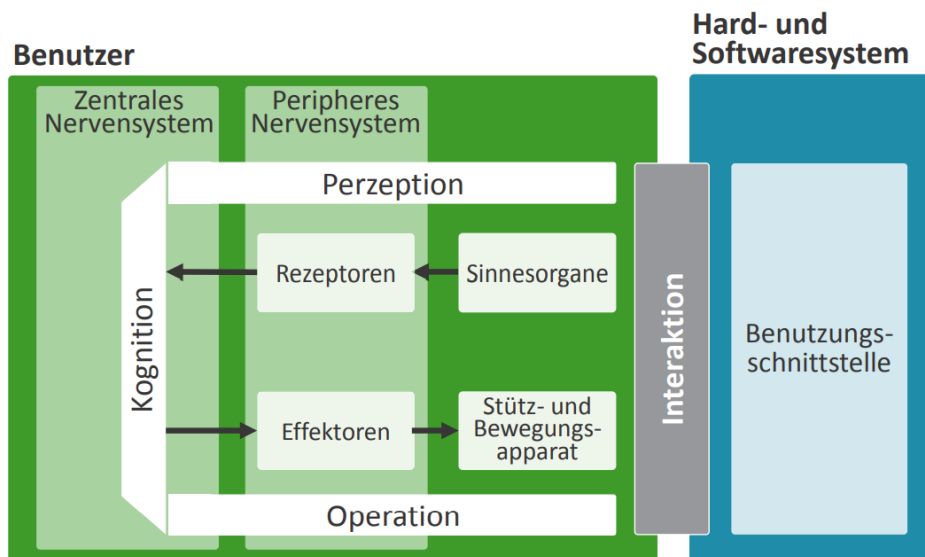 Benutzer
Hard- und
Softwaresystem
Zentrales
Nervensystem
Peripheres
Nervensystem
Perzeption
Rezeptoren
Sinnesorgane
Kognition
Interaktion
Benutzungs-
schnittstelle
Effektoren
Stütz- und
Bewegungs-
apparat
Operation